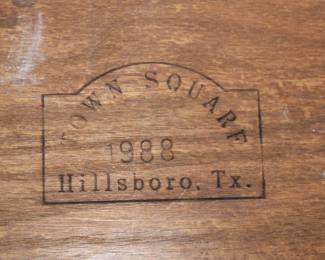 TOWN SQUARE
1988
Hillsboro, Tx.